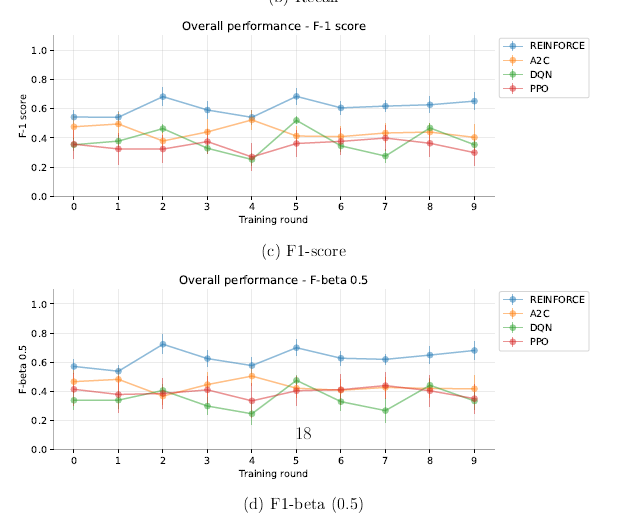 (b) Recall
Overall performance - F-1 score
F-1 score
1.0
0.8
0.6
0.4
0.2
0.0
0 1 2 3 4 5 6 7 8 9
Training round
REINFORCE
A2C
DQN
PPO
(c) F1-score
Overall performance - F-beta 0.5
F-beta 0.5
1.0
0.8
0.6
0.4
0.2
0.0
0 1 2 3 4 5 6 7 8 9
Training round
REINFORCE
A2C
DQN
PPO
18
(d) F1-beta (0.5)